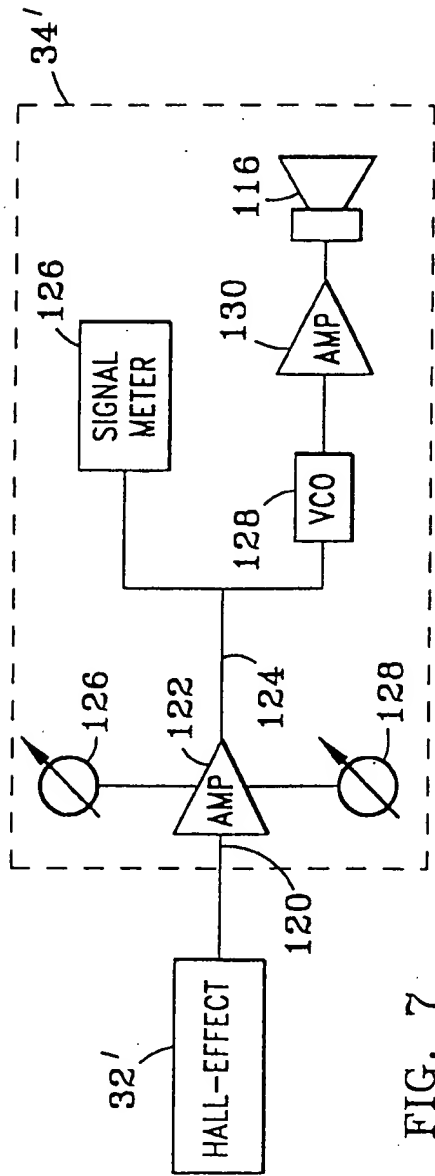 34'
126
SIGNAL
METER
116
130
AMP
128
VCO
126
122
AMP
124
128
120
32'
HALL-EFFECT
FIG. 7